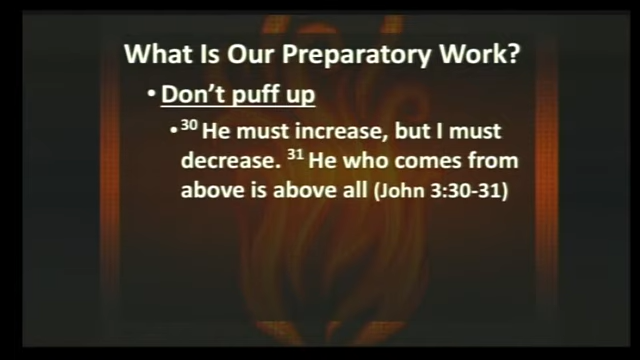 What Is Our Preparatory Work?
• Don't puff up
• 30 He must increase, but I must
decrease. 31 He who comes from
above is above all (John 3:30-31)